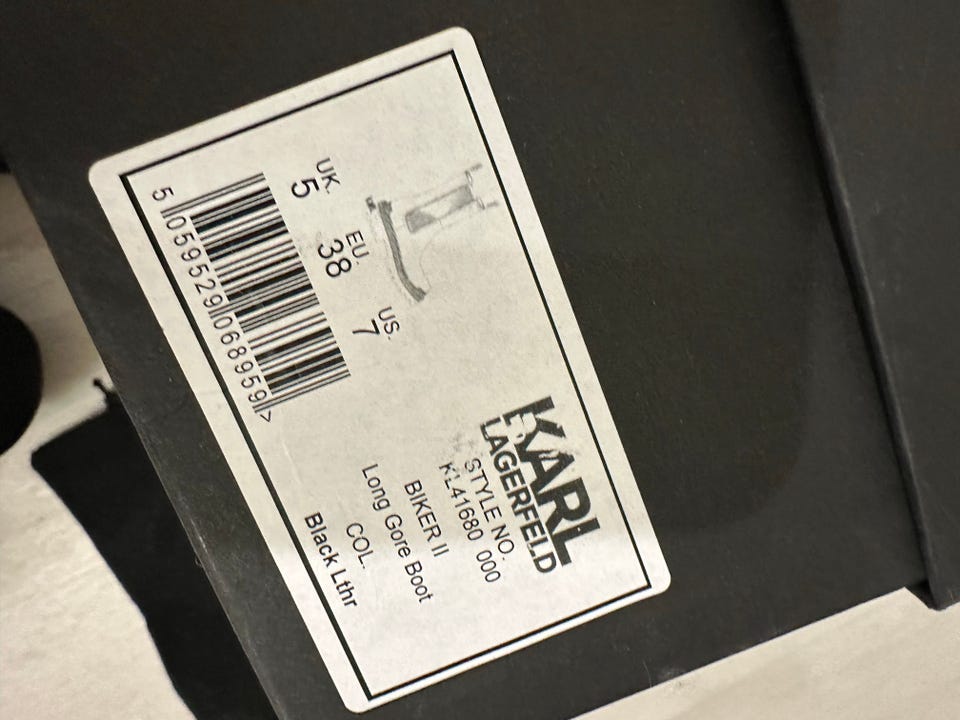 KARL
LAGERFELD
STYLE NO.
KL41680 000
BIKER II
Long Gore Boot
COL.
Black Lthr
UK. EU. US.
5 38 7
5 059529 068959 >